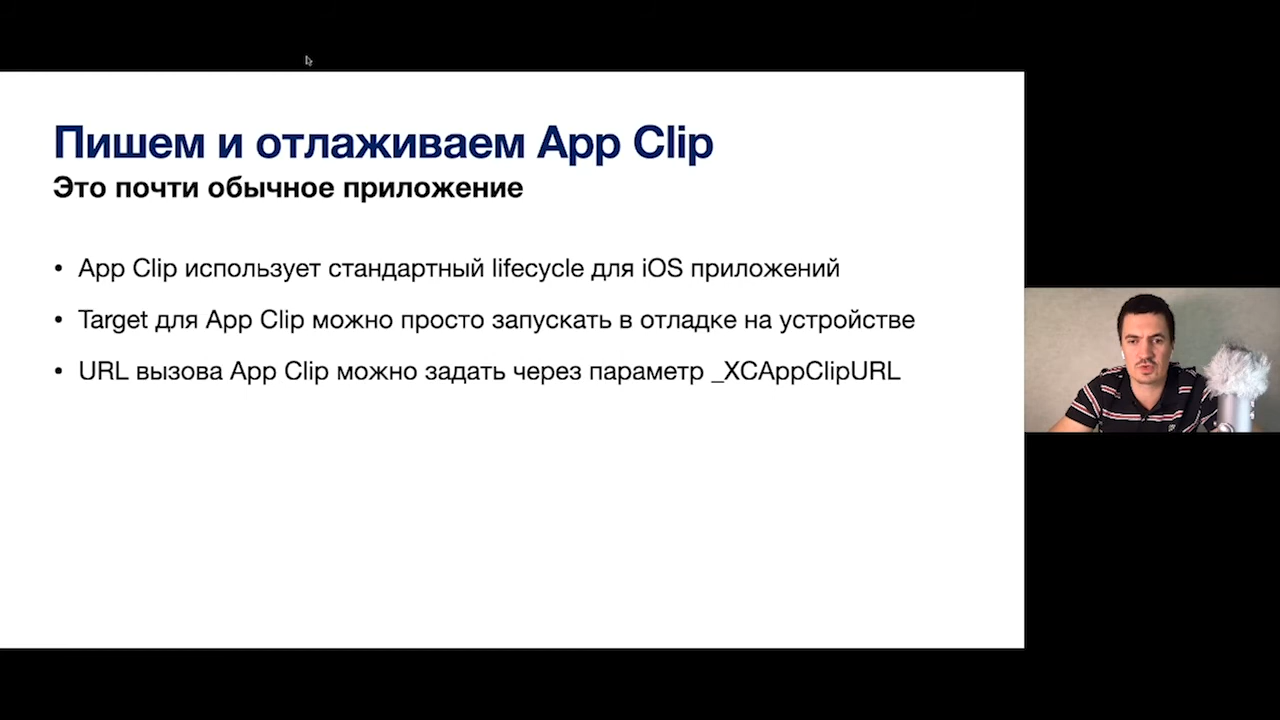 Пишем и отлаживаем App Clip
Это почти обычное приложение
• App Clip использует стандартный lifecycle для iOS приложений
• Target для App Clip можно просто запускать в отладке на устройстве
• URL вызова App Clip можно задать через параметр _XCAppClipURL